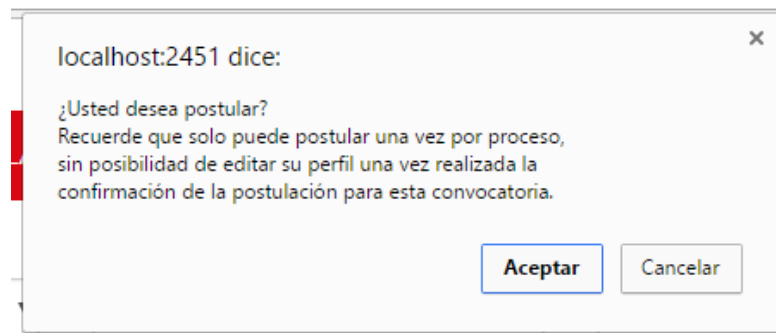 localhost:2451 dice:
¿Usted desea postular?
Recuerde que solo puede postular una vez por proceso,
sin posibilidad de editar su perfil una vez realizada la
confirmación de la postulación para esta convocatoria.
Aceptar Cancelar